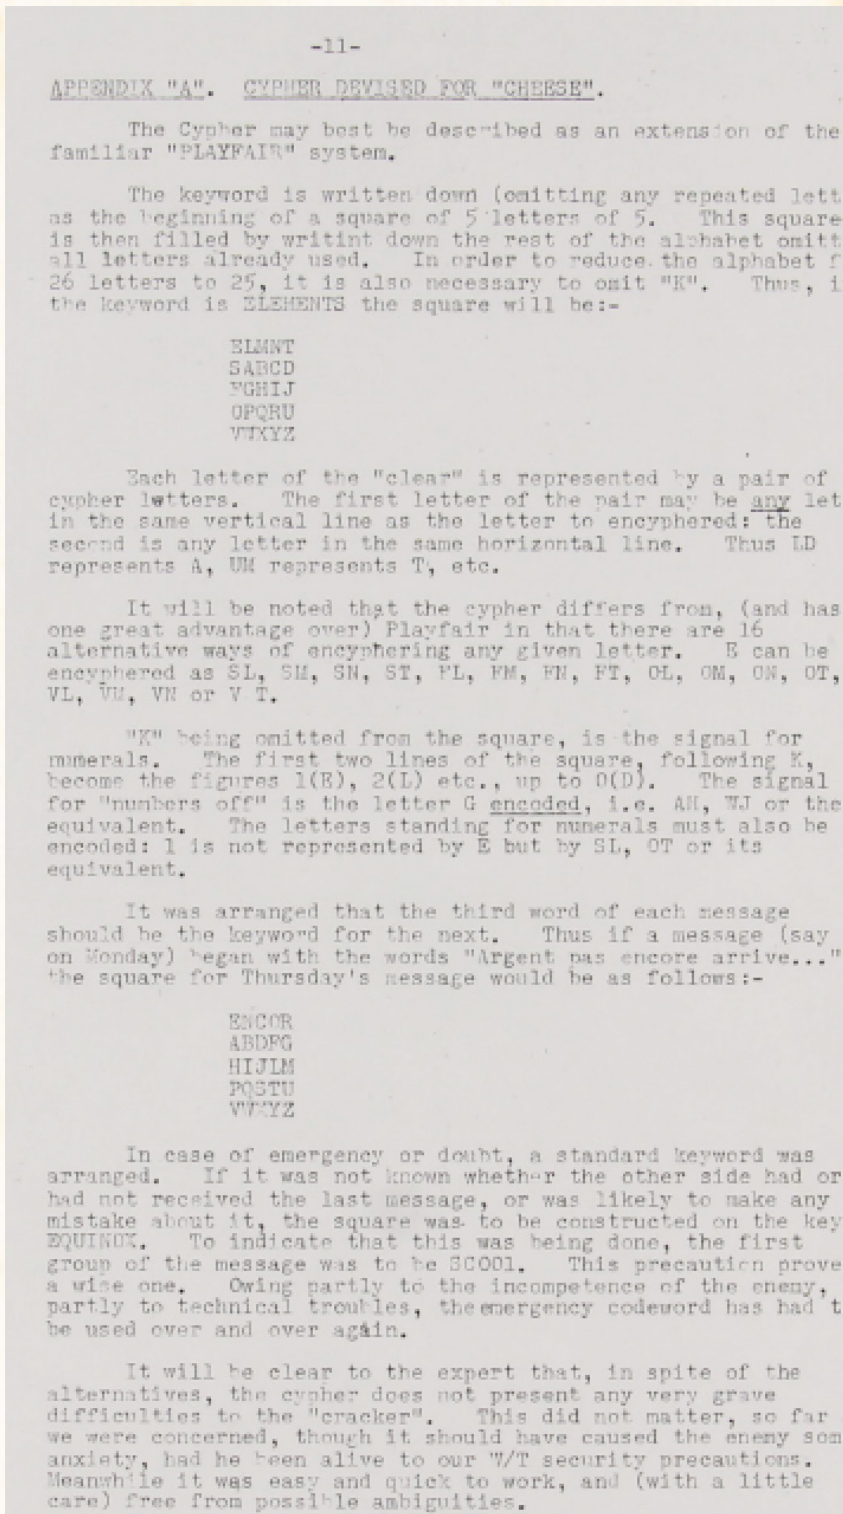 -11-
APPENDIX "A". CYPHER DEVISED FOR "CHEESE".
The Cypher may best be described as an extension of the
familiar "PLAYFAIR" system.
The keyword is written down (omitting any repeated lett
as the beginning of a square of 5 letters of 5. This square
is then filled by writint down the rest of the alphabet omitt
all letters already used. In order to reduce the alphabet f
26 letters to 25, it is also necessary to omit "K". Thus, i
the keyword is ELEMENTS the square will be:-
ELMNT
SABCD
FGHIJ
OPQRU
VWXYZ
Each letter of the "clear" is represented by a pair of
cypher letters. The first letter of the pair may be any let
in the same vertical line as the letter to encyphered: the
second is any letter in the same horizontal line. Thus LD
represents A, UM represents T, etc.
It will be noted that the cypher differs from, (and has
one great advantage over) Playfair in that there are 16
alternative ways of encyphering any given letter. E can be
encyphered as SL, SM, SN, ST, FL, FM, FN, FT, OL, OM, ON, OT,
VL, VM, VN or V T.
"K" being omitted from the square, is the signal for
numerals. The first two lines of the square, following K,
become the figures 1(E), 2(L) etc., up to 0(D). The signal
for "numbers off" is the letter G encoded, i.e. AH, WJ or the
equivalent. The letters standing for numerals must also be
encoded: 1 is not represented by E but by SL, OT or its
equivalent.
It was arranged that the third word of each message
should be the keyword for the next. Thus if a message (say
on Monday) began with the words "Argent pas encore arrive..."
the square for Thursday's message would be as follows:-
ENCOR
ABDFG
HIJLM
PQSTU
VWXYZ
In case of emergency or doubt, a standard keyword was
arranged. If it was not known whether the other side had or
had not received the last message, or was likely to make any
mistake about it, the square was to be constructed on the key
EQUINOX. To indicate that this was being done, the first
group of the message was to be SCOO1. This precaution prove
a wise one. Owing partly to the incompetence of the enemy,
partly to technical troubles, the emergency codeword has had t
be used over and over again.
It will be clear to the expert that, in spite of the
alternatives, the cypher does not present any very grave
difficulties to the "cracker". This did not matter, so far
we were concerned, though it should have caused the enemy som
anxiety, had he been alive to our W/T security precautions.
Meanwhile it was easy and quick to work, and (with a little
care) free from possible ambiguities.